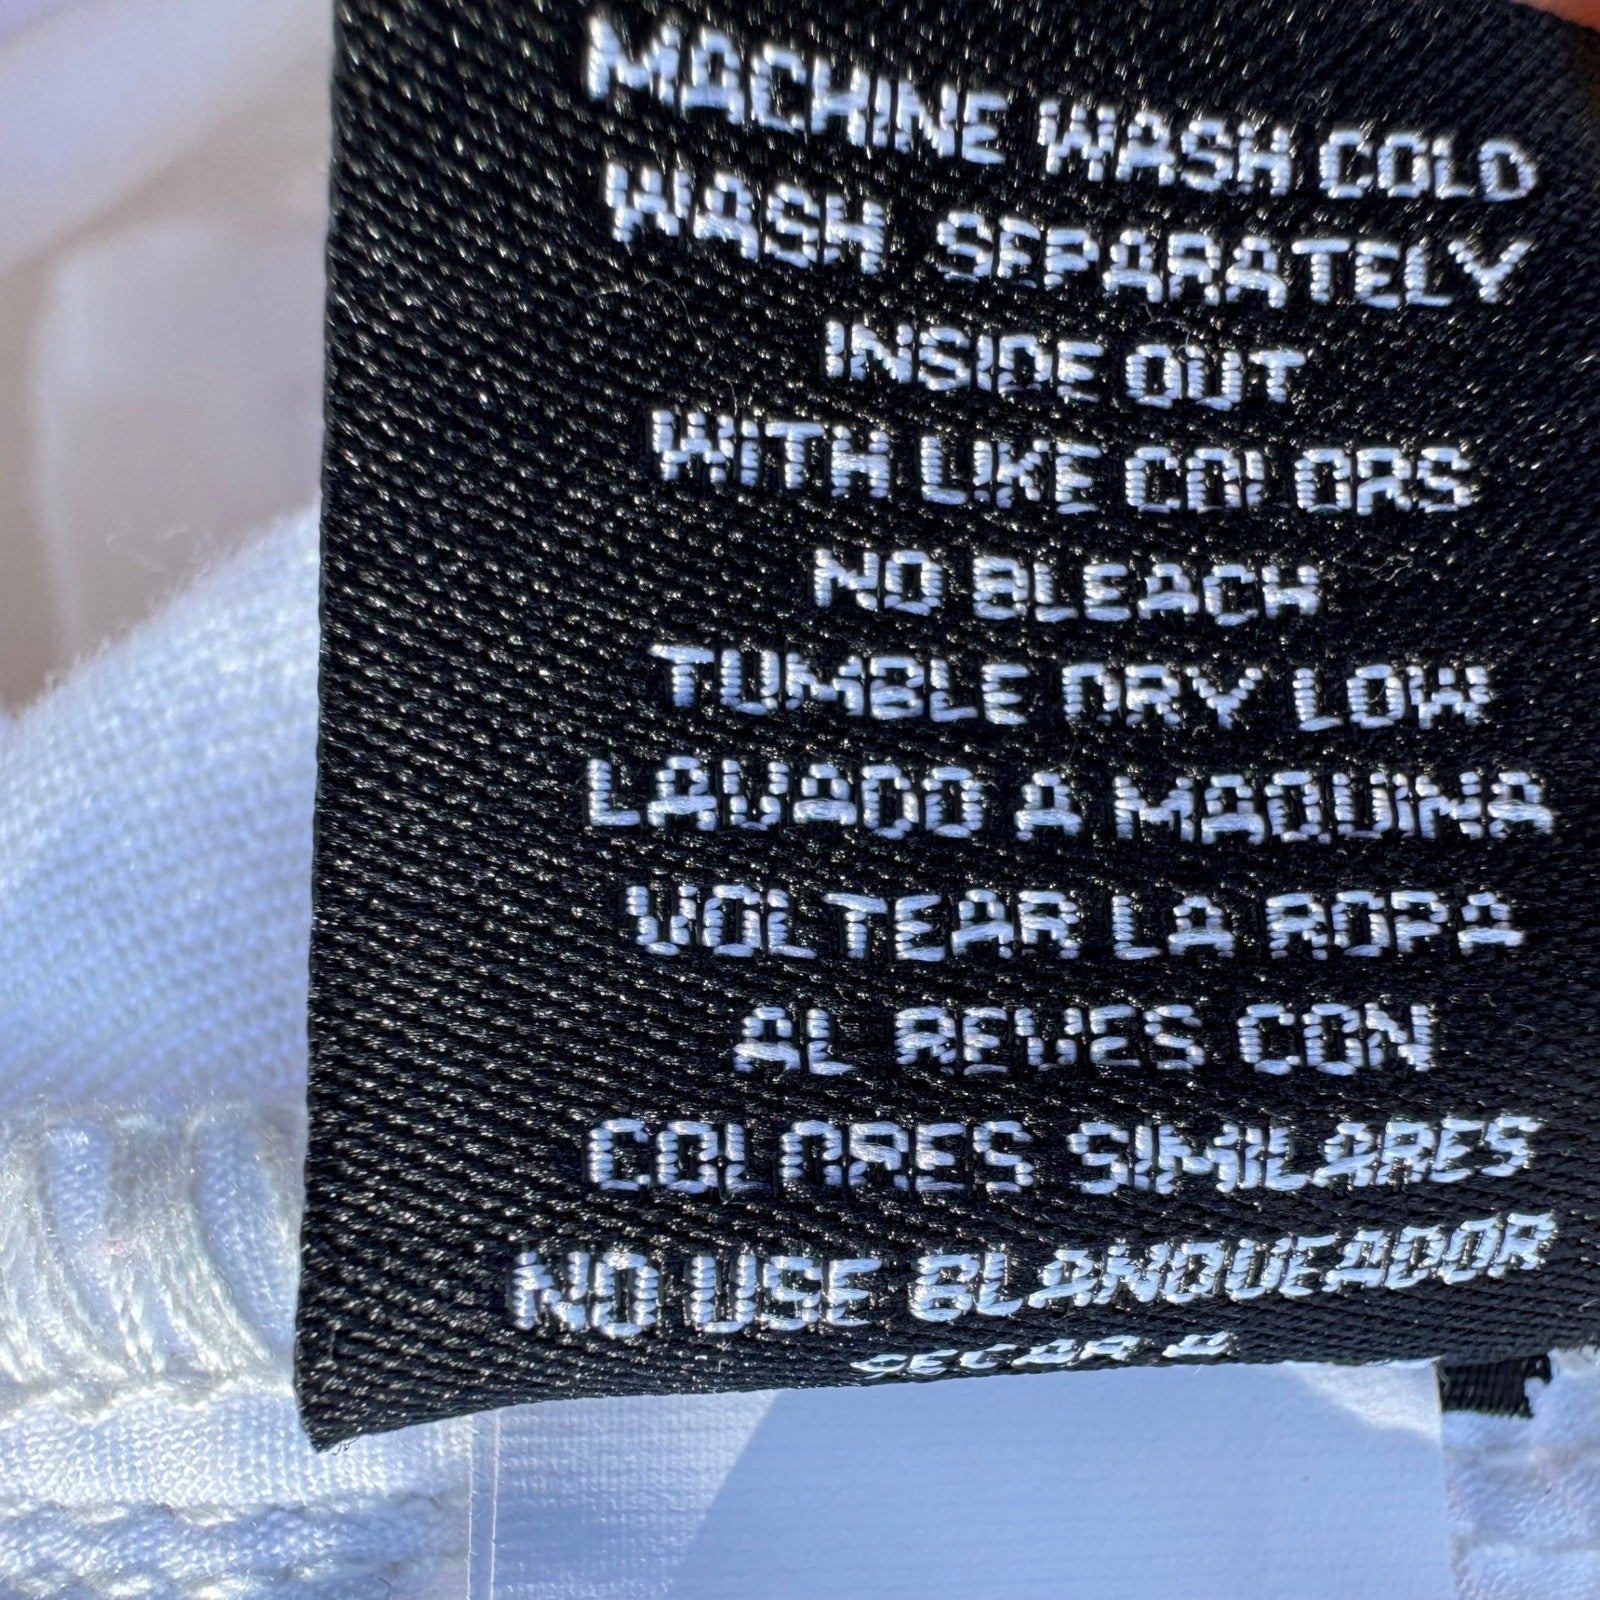 MACHINE WASH COLD
WASH SEPARATELY
INSIDE OUT
WITH LIKE COLORS
NO BLEACH
TUMBLE DRY LOW
LAVADO A MAQUINA
VOLTEAR LA ROPA
AL REVES CON
COLORES SIMILARES
NO USE BLANQUEADOR
SECAR